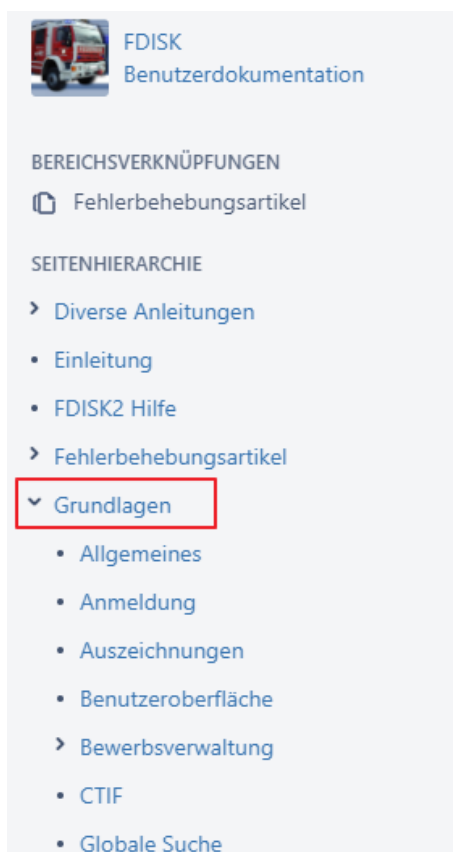 FDISK
Benutzerdokumentation
BEREICHSVERKNÜPFUNGEN
Fehlerbehebungsartikel
SEITENHIERARCHIE
Diverse Anleitungen
Einleitung
FDISK2 Hilfe
Fehlerbehebungsartikel
Grundlagen
Allgemeines
Anmeldung
Auszeichnungen
Benutzeroberfläche
Bewerbsverwaltung
CTIF
Globale Suche